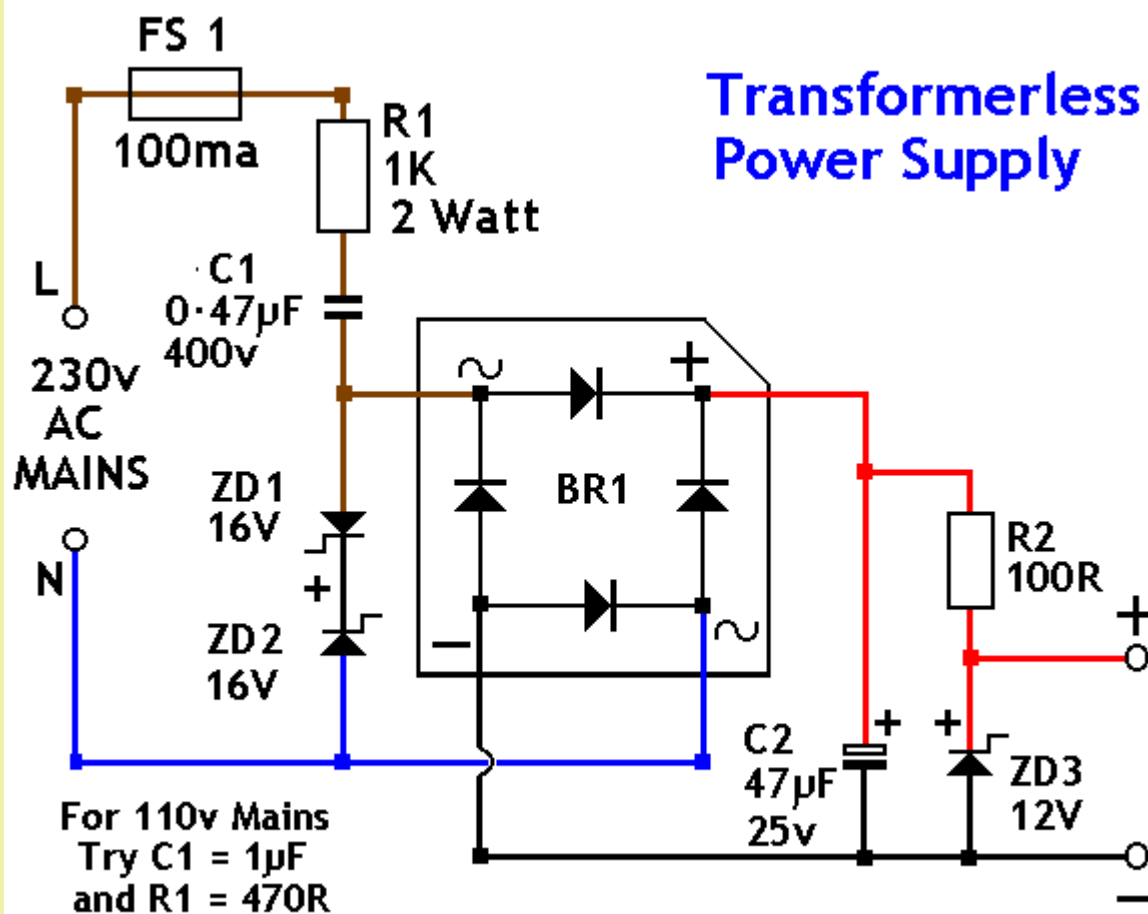 FS 1
100ma
Transformerless
Power Supply
R1
1K
2 Watt
C1
0·47µF
400v
L
230v
AC
MAINS
N
ZD1
16V
+
ZD2
16V
~
+
BR1
−
~
R2
100R
+
C2
47µF
25v
+
+
ZD3
12V
−
For 110v Mains
Try C1 = 1µF
and R1 = 470R